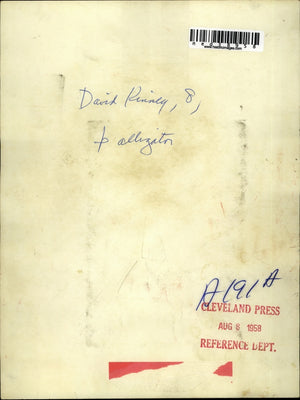 David Kinney, 8,
& alligator
A191A
CLEVELAND PRESS
AUG 8 1958
REFERENCE DEPT.